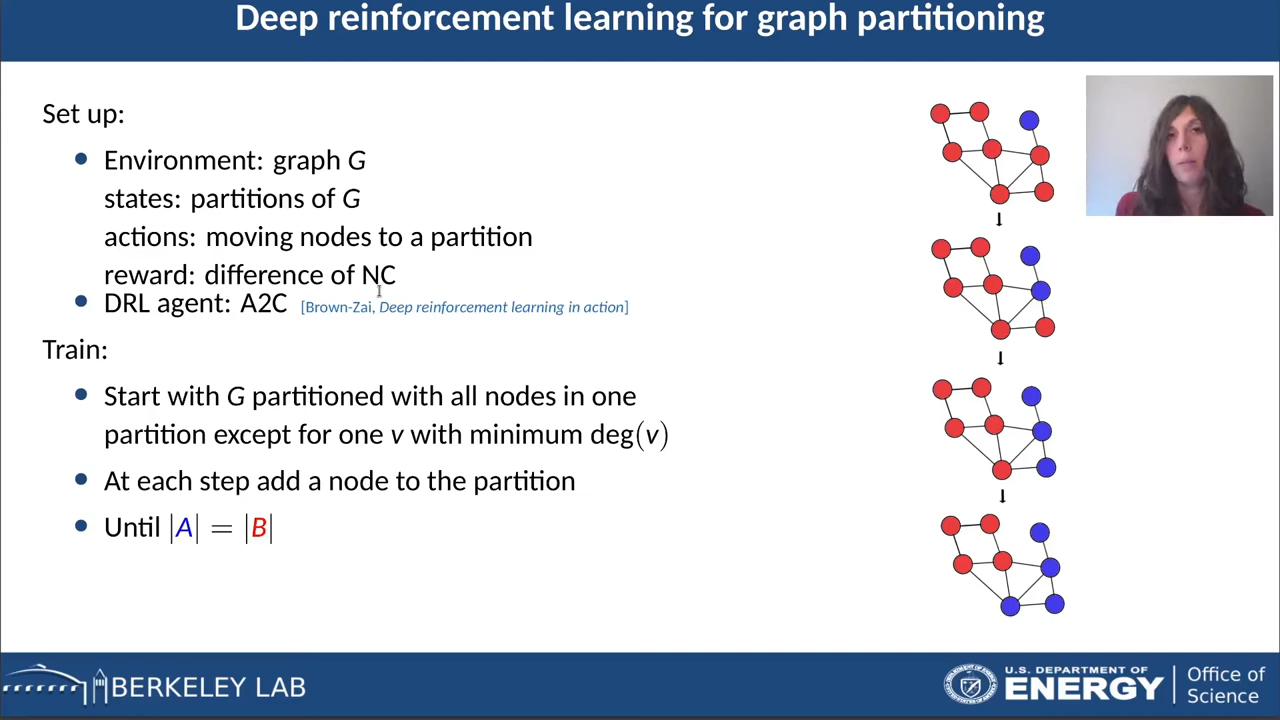 Deep reinforcement learning for graph partitioning
Set up:
• Environment: graph G
states: partitions of G
actions: moving nodes to a partition
reward: difference of NC
• DRL agent: A2C [Brown-Zai, Deep reinforcement learning in action]
Train:
• Start with G partitioned with all nodes in one
partition except for one v with minimum deg(v)
• At each step add a node to the partition
• Until |A| = |B|
BERKELEY LAB
U.S. DEPARTMENT OF
ENERGY
Office of
Science